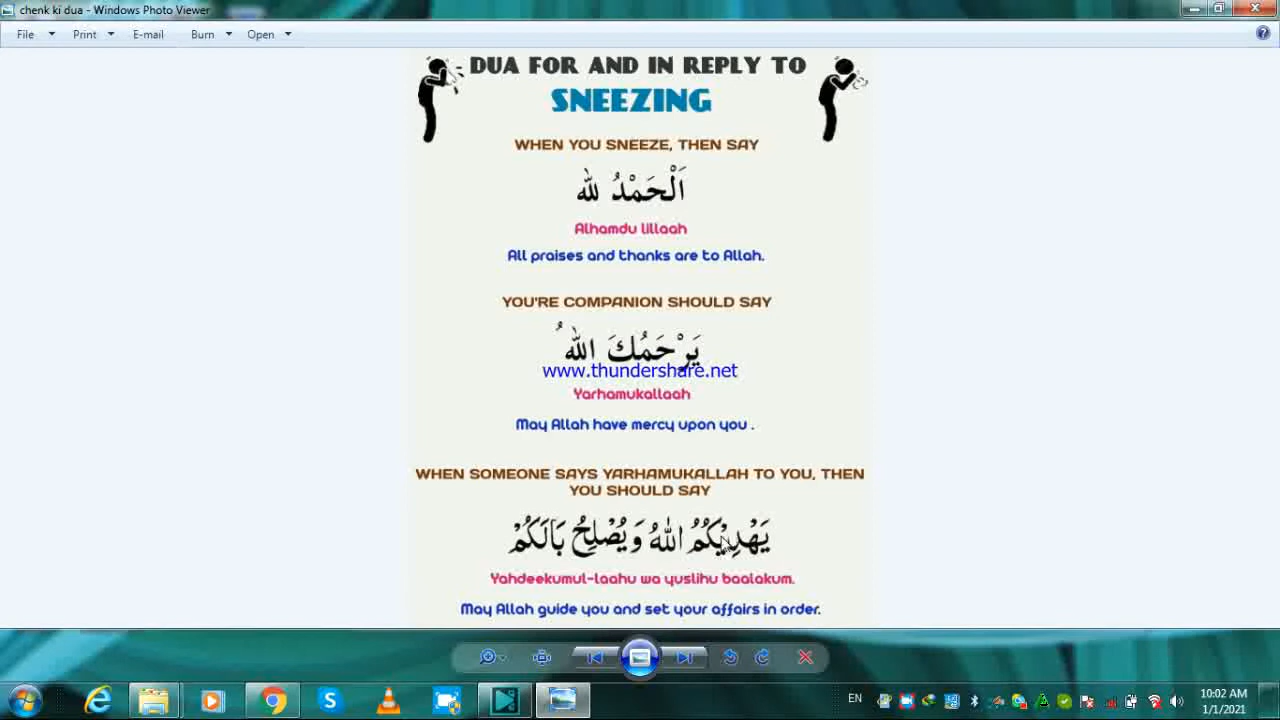 chenk ki dua - Windows Photo Viewer
File Print E-mail Burn Open
DUA FOR AND IN REPLY TO
SNEEZING
WHEN YOU SNEEZE, THEN SAY
اَلْحَمْدُ لله
Alhamdu lillaah
All praises and thanks are to Allah.
YOU'RE COMPANION SHOULD SAY
يَرْحَمُكَ اللهُ
www.thundershare.net
Yarhamukallaah
May Allah have mercy upon you .
WHEN SOMEONE SAYS YARHAMUKALLAH TO YOU, THEN
YOU SHOULD SAY
يَهْدِيْكُمُ اللهُ وَيُصْلِحُ بَالَكُمْ
Yahdeekumul-laahu wa yuslihu baalakum.
May Allah guide you and set your affairs in order.
EN
10:02 AM
1/1/2021